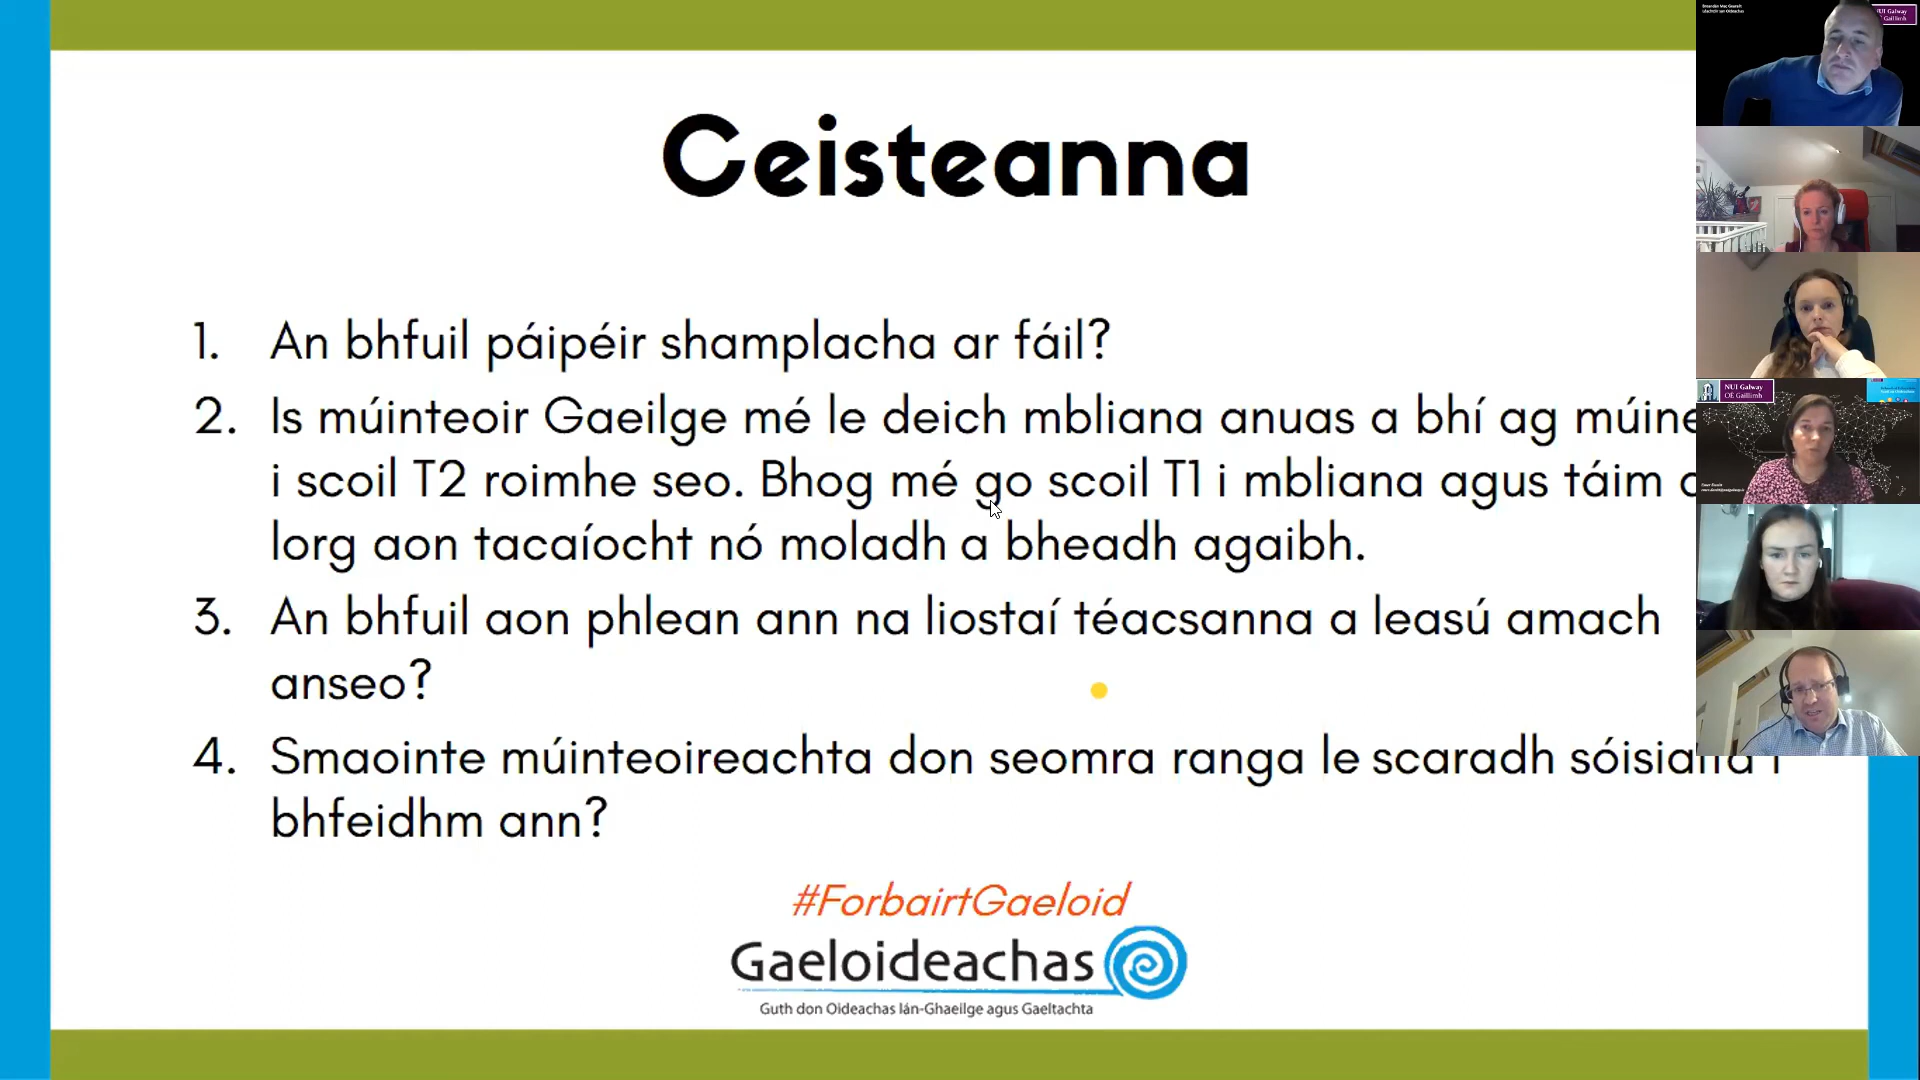 Ceisteanna
1. An bhfuil páipéir shamplacha ar fáil?
2. Is múinteoir Gaeilge mé le deich mbliana anuas a bhí ag
i scoil T2 roimhe seo. Bhog mé go scoil T1 i mbliana agus táim
lorg aon tacaíocht nó moladh a bheadh agaibh.
3. An bhfuil aon phlean ann na liostaí téacsanna a leasú amach
anseo?
4. Smaointe múinteoireachta don seomra ranga le scaradh
bhfeidhm ann?
#ForbairtGaeloid
Gaeloideachas
Guth don Oideachas lán-Ghaeilge agus Gaeltachta
NUI Galway
OÉ Gaillimh